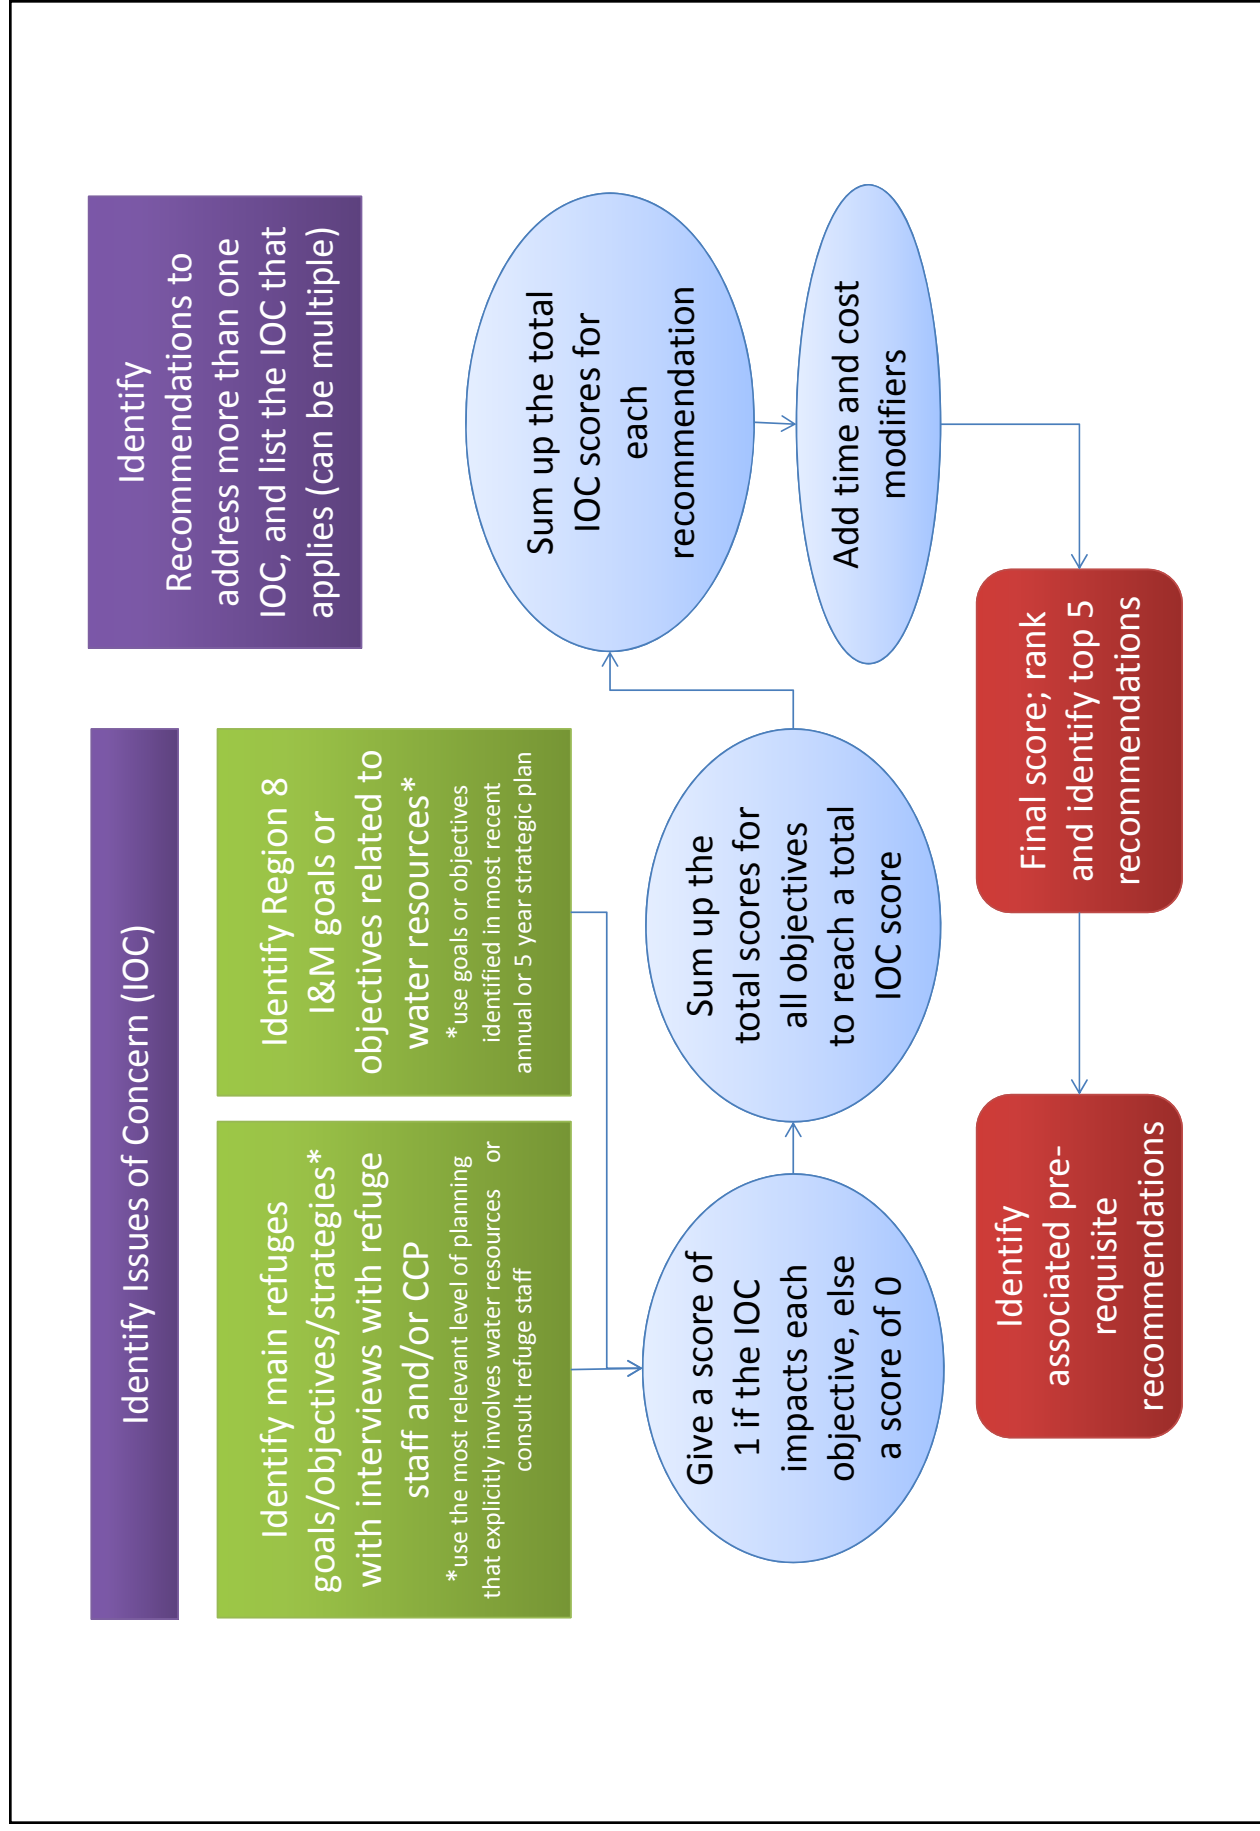 Identify Issues of Concern (IOC)
Identify
Recommendations to
address more than one
IOC, and list the IOC that
applies (can be multiple)
Identify main refuges
goals/objectives/strategies*
with interviews with refuge
staff and/or CCP
*use the most relevant level of planning
that explicitly involves water resources or
consult refuge staff
Identify Region 8
I&M goals or
objectives related to
water resources*
*use goals or objectives
identified in most recent
annual or 5 year strategic plan
Give a score of
1 if the IOC
impacts each
objective, else
a score of 0
Sum up the
total scores for
all objectives
to reach a total
IOC score
Sum up the total
IOC scores for
each
recommendation
Add time and cost
modifiers
Final score; rank
and identify top 5
recommendations
Identify
associated pre-
requisite
recommendations